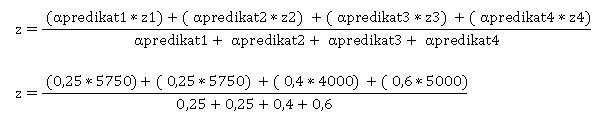 z = (αpredikat1 * z1) + ( αpredikat2 * z2) + (αpredikat3 * z3) + (αpredikat4 * z4)
αpredikat1 + αpredikat2 + αpredikat3 + αpredikat4
z = (0,25 * 5750) + ( 0,25 * 5750) + ( 0,4 * 4000) + ( 0,6 * 5000)
0,25 + 0,25 + 0,4 + 0,6